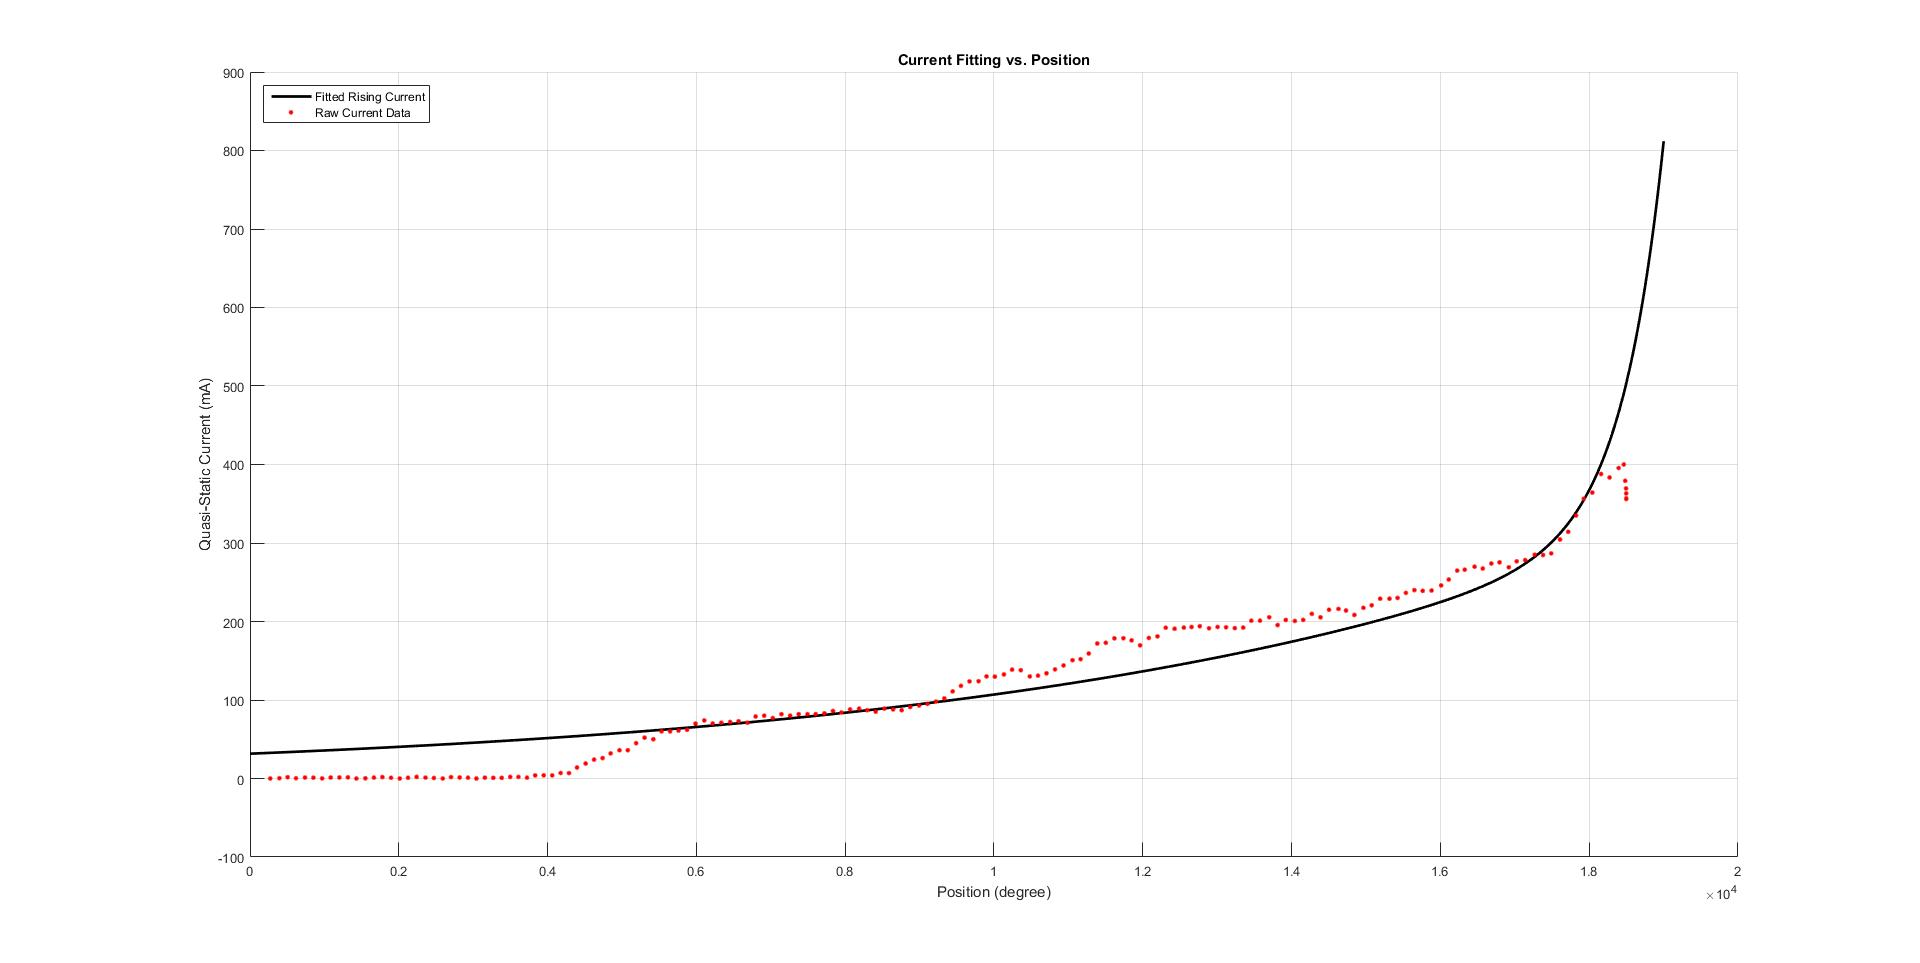 Current Fitting vs. Position
Fitted Rising Current
Raw Current Data
900
800
700
600
500
400
300
200
100
0
-100
Quasi-Static Current (mA)
0 0.2 0.4 0.6 0.8 1 1.2 1.4 1.6 1.8 2
×10⁴
Position (degree)